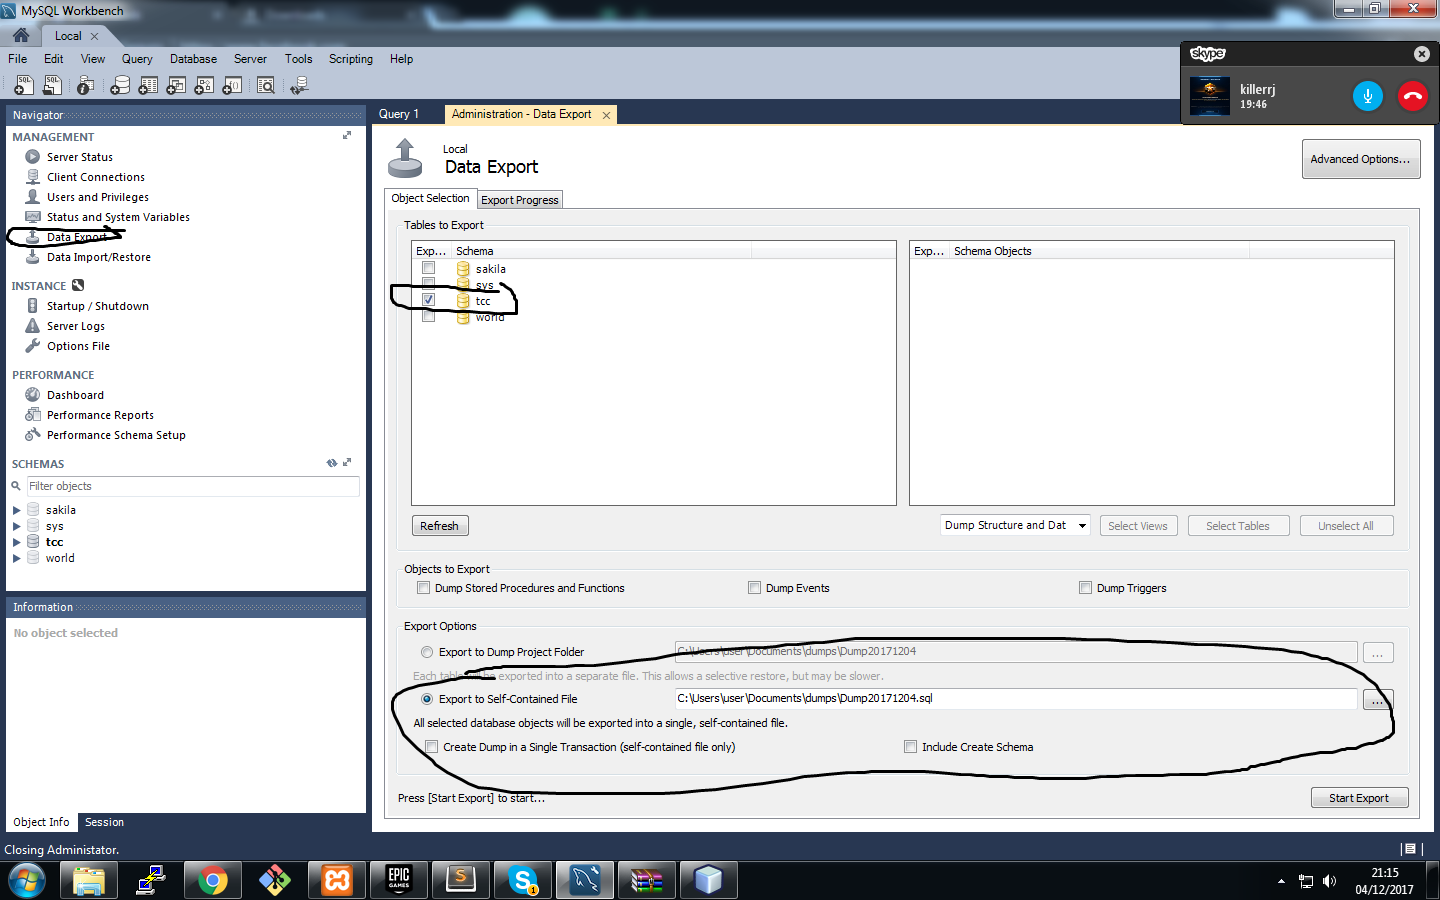 MySQL Workbench
Local
File Edit View Query Database Server Tools Scripting Help
skype
killerrj
19:46
Navigator
MANAGEMENT
Server Status
Client Connections
Users and Privileges
Status and System Variables
Data Export
Data Import/Restore
INSTANCE
Startup / Shutdown
Server Logs
Options File
PERFORMANCE
Dashboard
Performance Reports
Performance Schema Setup
SCHEMAS
Filter objects
sakila
sys
tcc
world
Information
No object selected
Object Info Session
Query 1 Administration - Data Export
Local
Data Export
Advanced Options...
Object Selection Export Progress
Tables to Export
Exp... Schema
sakila
sys
tcc
world
Exp... Schema Objects
Refresh Dump Structure and Dat Select Views Select Tables Unselect All
Objects to Export
Dump Stored Procedures and Functions Dump Events Dump Triggers
Export Options
Export to Dump Project Folder C:\Users\user\Documents\dumps\Dump20171204 ...
Each table will be exported into a separate file. This allows a selective restore, but may be slower.
Export to Self-Contained File C:\Users\user\Documents\dumps\Dump20171204.sql ...
All selected database objects will be exported into a single, self-contained file.
Create Dump in a Single Transaction (self-contained file only) Include Create Schema
Press [Start Export] to start... Start Export
Closing Administator.
EPIC
GAMES
S
1
21:15
04/12/2017